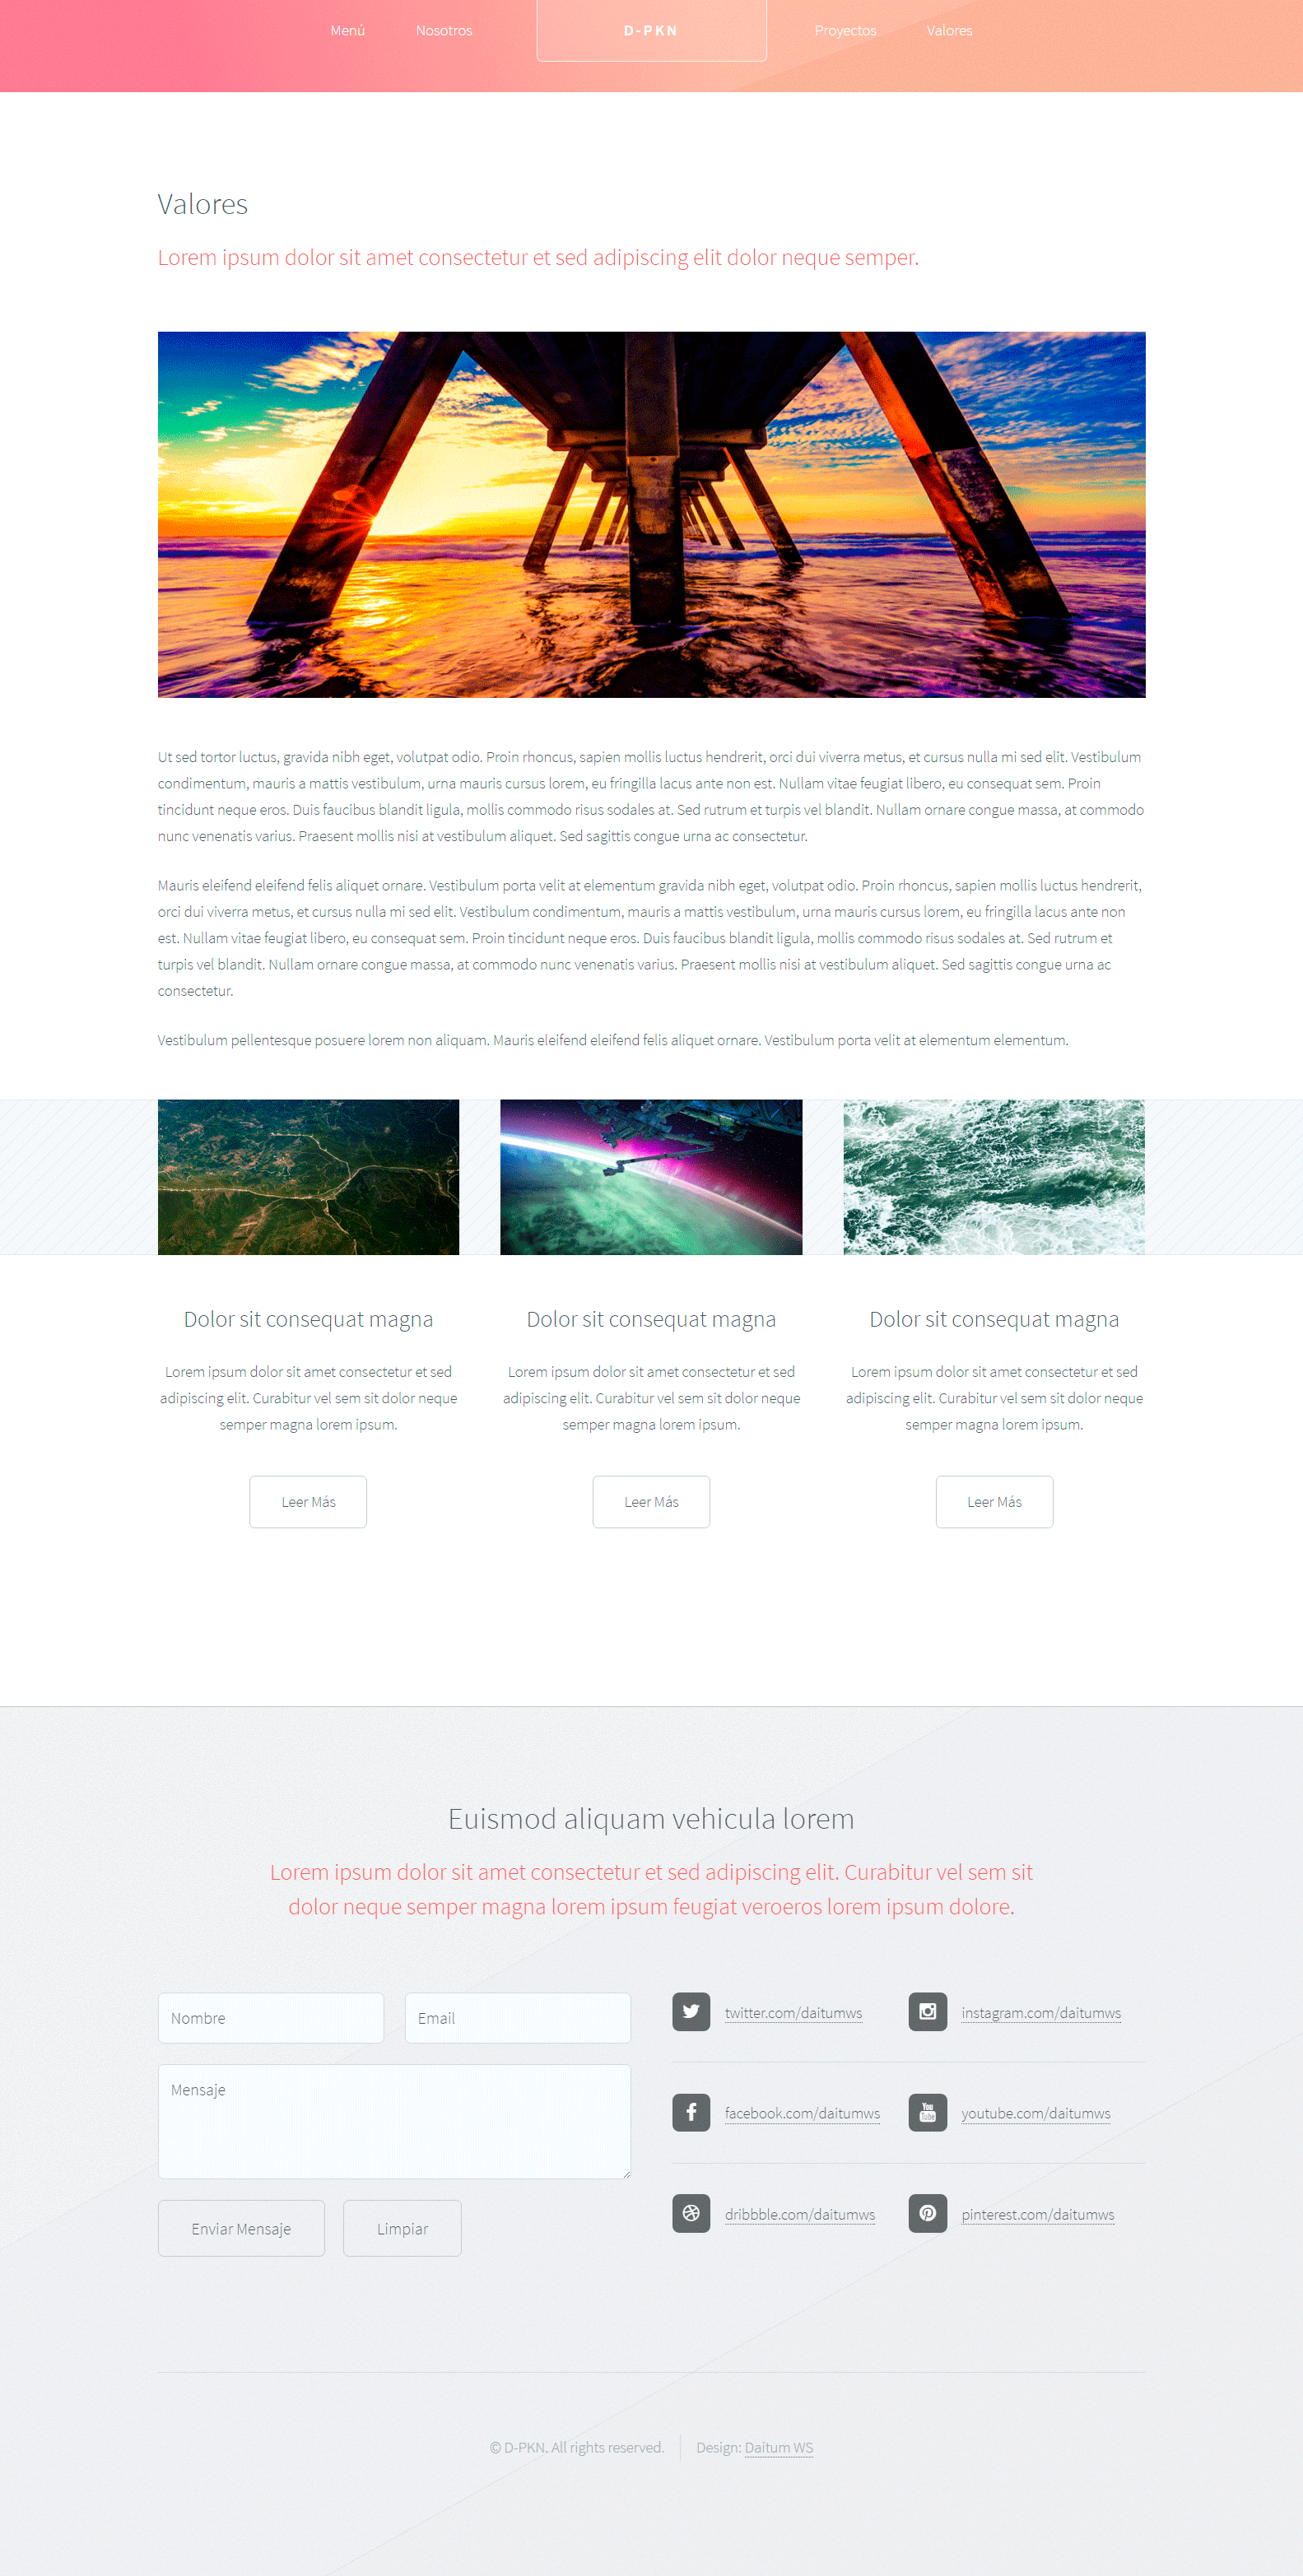 Menú Nosotros D-PKN Proyectos Valores
Valores
Lorem ipsum dolor sit amet consectetur et sed adipiscing elit dolor neque semper.
Ut sed tortor luctus, gravida nibh eget, volutpat odio. Proin rhoncus, sapien mollis luctus hendrerit, orci dui viverra metus, et cursus nulla mi sed elit. Vestibulum
condimentum, mauris a mattis vestibulum, urna mauris cursus lorem, eu fringilla lacus ante non est. Nullam vitae feugiat libero, eu consequat sem. Proin
tincidunt neque eros. Duis faucibus blandit ligula, mollis commodo risus sodales at. Sed rutrum et turpis vel blandit. Nullam ornare congue massa, at commodo
nunc venenatis varius. Praesent mollis nisi at vestibulum aliquet. Sed sagittis congue urna ac consectetur.
Mauris eleifend eleifend felis aliquet ornare. Vestibulum porta velit at elementum gravida nibh eget, volutpat odio. Proin rhoncus, sapien mollis luctus hendrerit,
orci dui viverra metus, et cursus nulla mi sed elit. Vestibulum condimentum, mauris a mattis vestibulum, urna mauris cursus lorem, eu fringilla lacus ante non
est. Nullam vitae feugiat libero, eu consequat sem. Proin tincidunt neque eros. Duis faucibus blandit ligula, mollis commodo risus sodales at. Sed rutrum et
turpis vel blandit. Nullam ornare congue massa, at commodo nunc venenatis varius. Praesent mollis nisi at vestibulum aliquet. Sed sagittis congue urna ac
consectetur.
Vestibulum pellentesque posuere lorem non aliquam. Mauris eleifend eleifend felis aliquet ornare. Vestibulum porta velit at elementum elementum.
Dolor sit consequat magna
Lorem ipsum dolor sit amet consectetur et sed
adipiscing elit. Curabitur vel sem sit dolor neque
semper magna lorem ipsum.
Leer Más
Dolor sit consequat magna
Lorem ipsum dolor sit amet consectetur et sed
adipiscing elit. Curabitur vel sem sit dolor neque
semper magna lorem ipsum.
Leer Más
Dolor sit consequat magna
Lorem ipsum dolor sit amet consectetur et sed
adipiscing elit. Curabitur vel sem sit dolor neque
semper magna lorem ipsum.
Leer Más
Euismod aliquam vehicula lorem
Lorem ipsum dolor sit amet consectetur et sed adipiscing elit. Curabitur vel sem sit
dolor neque semper magna lorem ipsum feugiat veroeros lorem ipsum dolore.
Nombre Email
Mensaje
Enviar Mensaje Limpiar
twitter.com/daitumws instagram.com/daitumws
facebook.com/daitumws You Tube youtube.com/daitumws
dribbble.com/daitumws pinterest.com/daitumws
© D-PKN. All rights reserved. Design: Daitum WS